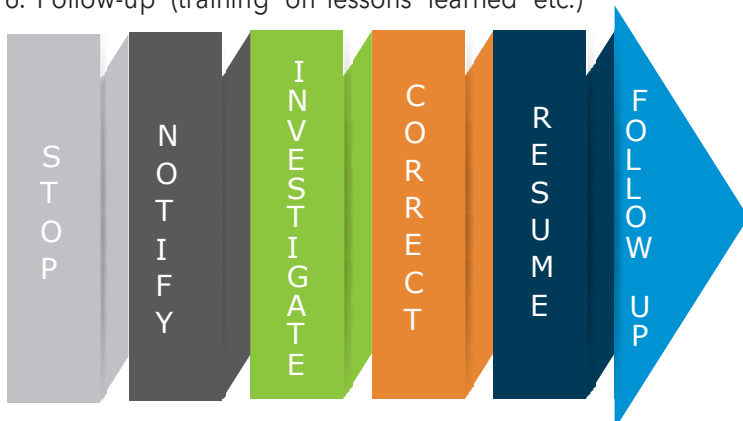 6. Follow-up (training on lessons learned etc.)
STOP
NOTIFY
INVESTIGATE
CORRECT
RESUME
FOLLOW UP